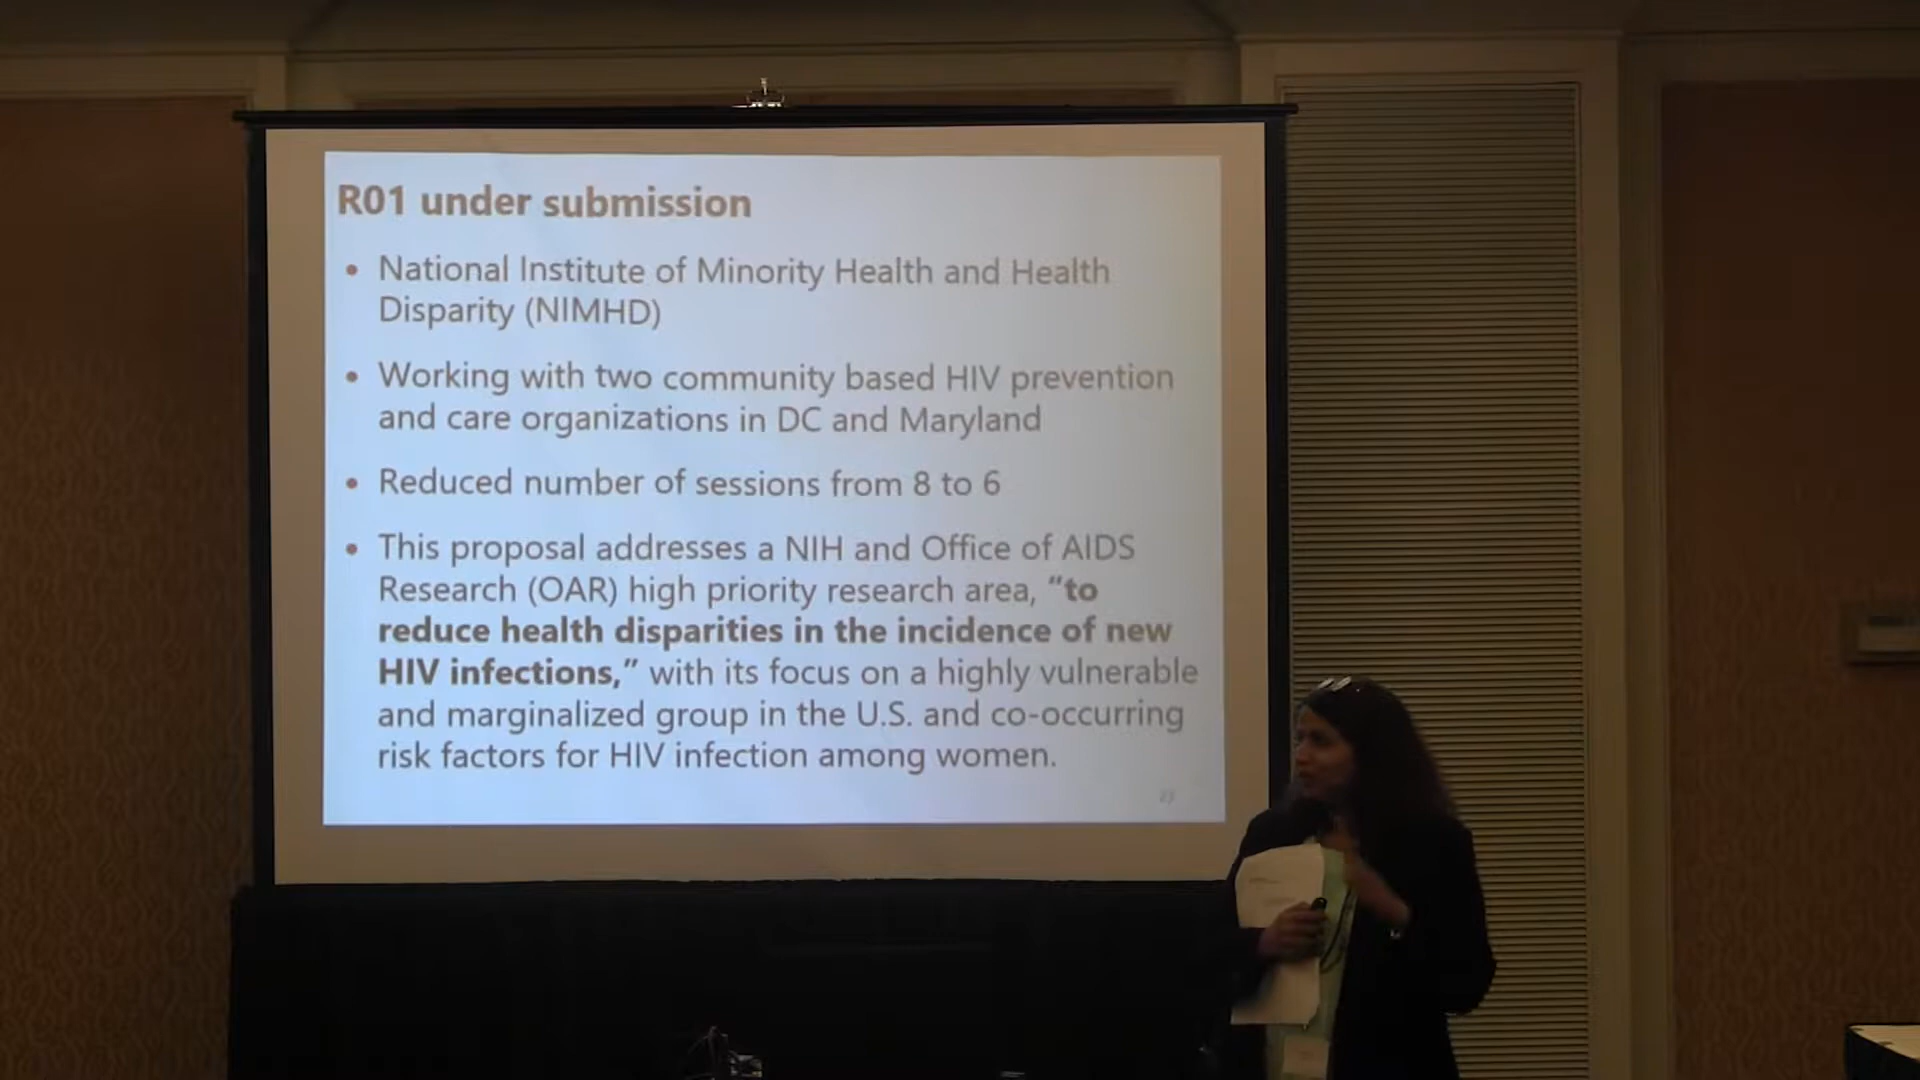 R01 under submission
• National Institute of Minority Health and Health
Disparity (NIMHD)
• Working with two community based HIV prevention
and care organizations in DC and Maryland
• Reduced number of sessions from 8 to 6
• This proposal addresses a NIH and Office of AIDS
Research (OAR) high priority research area, “to
reduce health disparities in the incidence of new
HIV infections,” with its focus on a highly vulnerable
and marginalized group in the U.S. and co-occurring
risk factors for HIV infection among women.